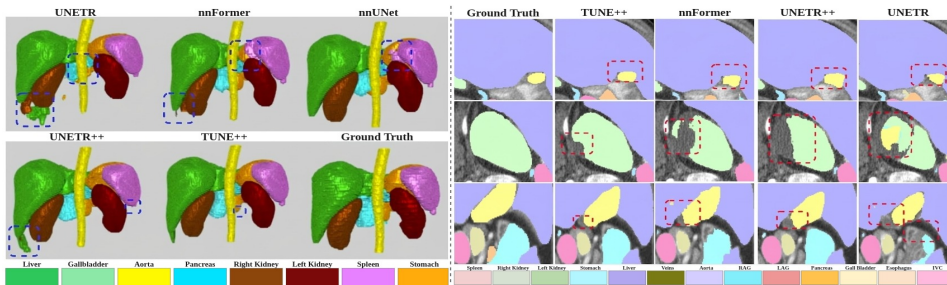 UNETR nnFormer nnUNet
UNETR++ TUNE++ Ground Truth
Liver Gallbladder Aorta Pancreas Right Kidney Left Kidney Spleen Stomach
Ground Truth TUNE++ nnFormer UNETR++ UNETR
Spleen Right Kidney Left Kidney Stomach Liver Veins Aorta RAG LAG Pancreas Gall Bladder Esophagus IVC